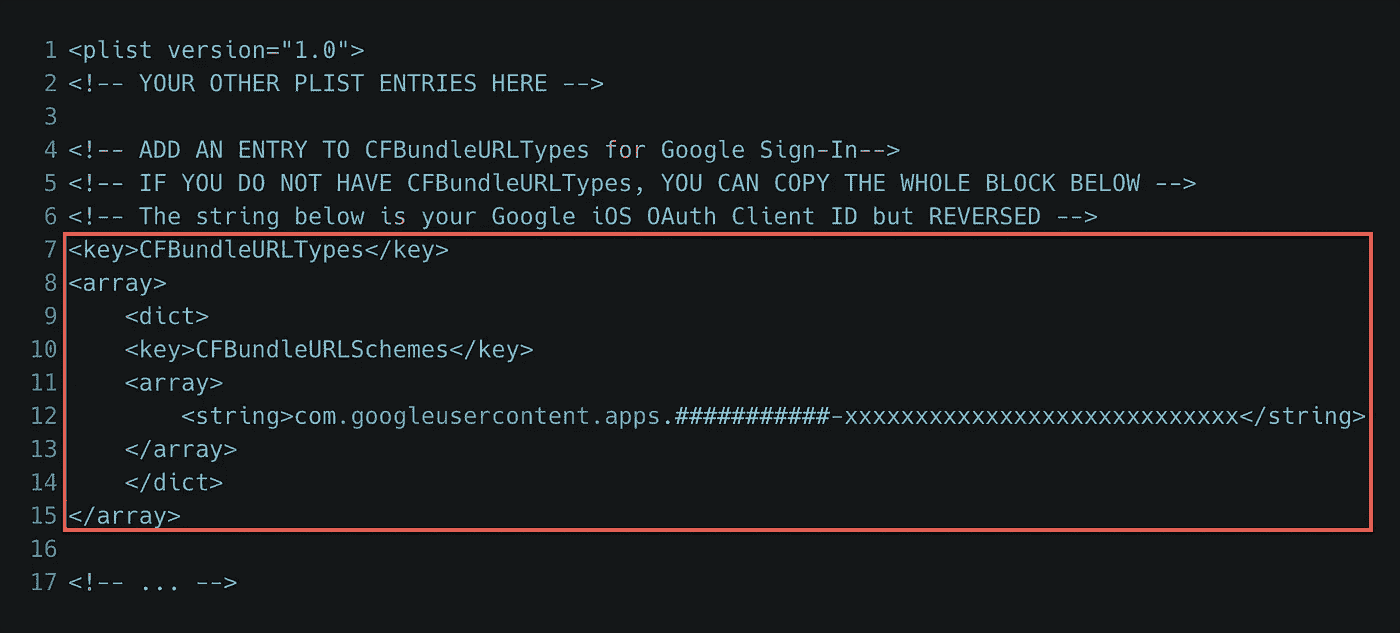 1 <plist version="1.0">
2 <!-- YOUR OTHER PLIST ENTRIES HERE -->
3
4 <!-- ADD AN ENTRY TO CFBundleURLTypes for Google Sign-In-->
5 <!-- IF YOU DO NOT HAVE CFBundleURLTypes, YOU CAN COPY THE WHOLE BLOCK BELOW -->
6 <!-- The string below is your Google iOS OAuth Client ID but REVERSED -->
7 <key>CFBundleURLTypes</key>
8 <array>
9     <dict>
10     <key>CFBundleURLSchemes</key>
11     <array>
12         <string>com.googleusercontent.apps.###########-xxxxxxxxxxxxxxxxxxxxxxxxxxxx</string>
13     </array>
14     </dict>
15 </array>
16
17 <!-- ... -->